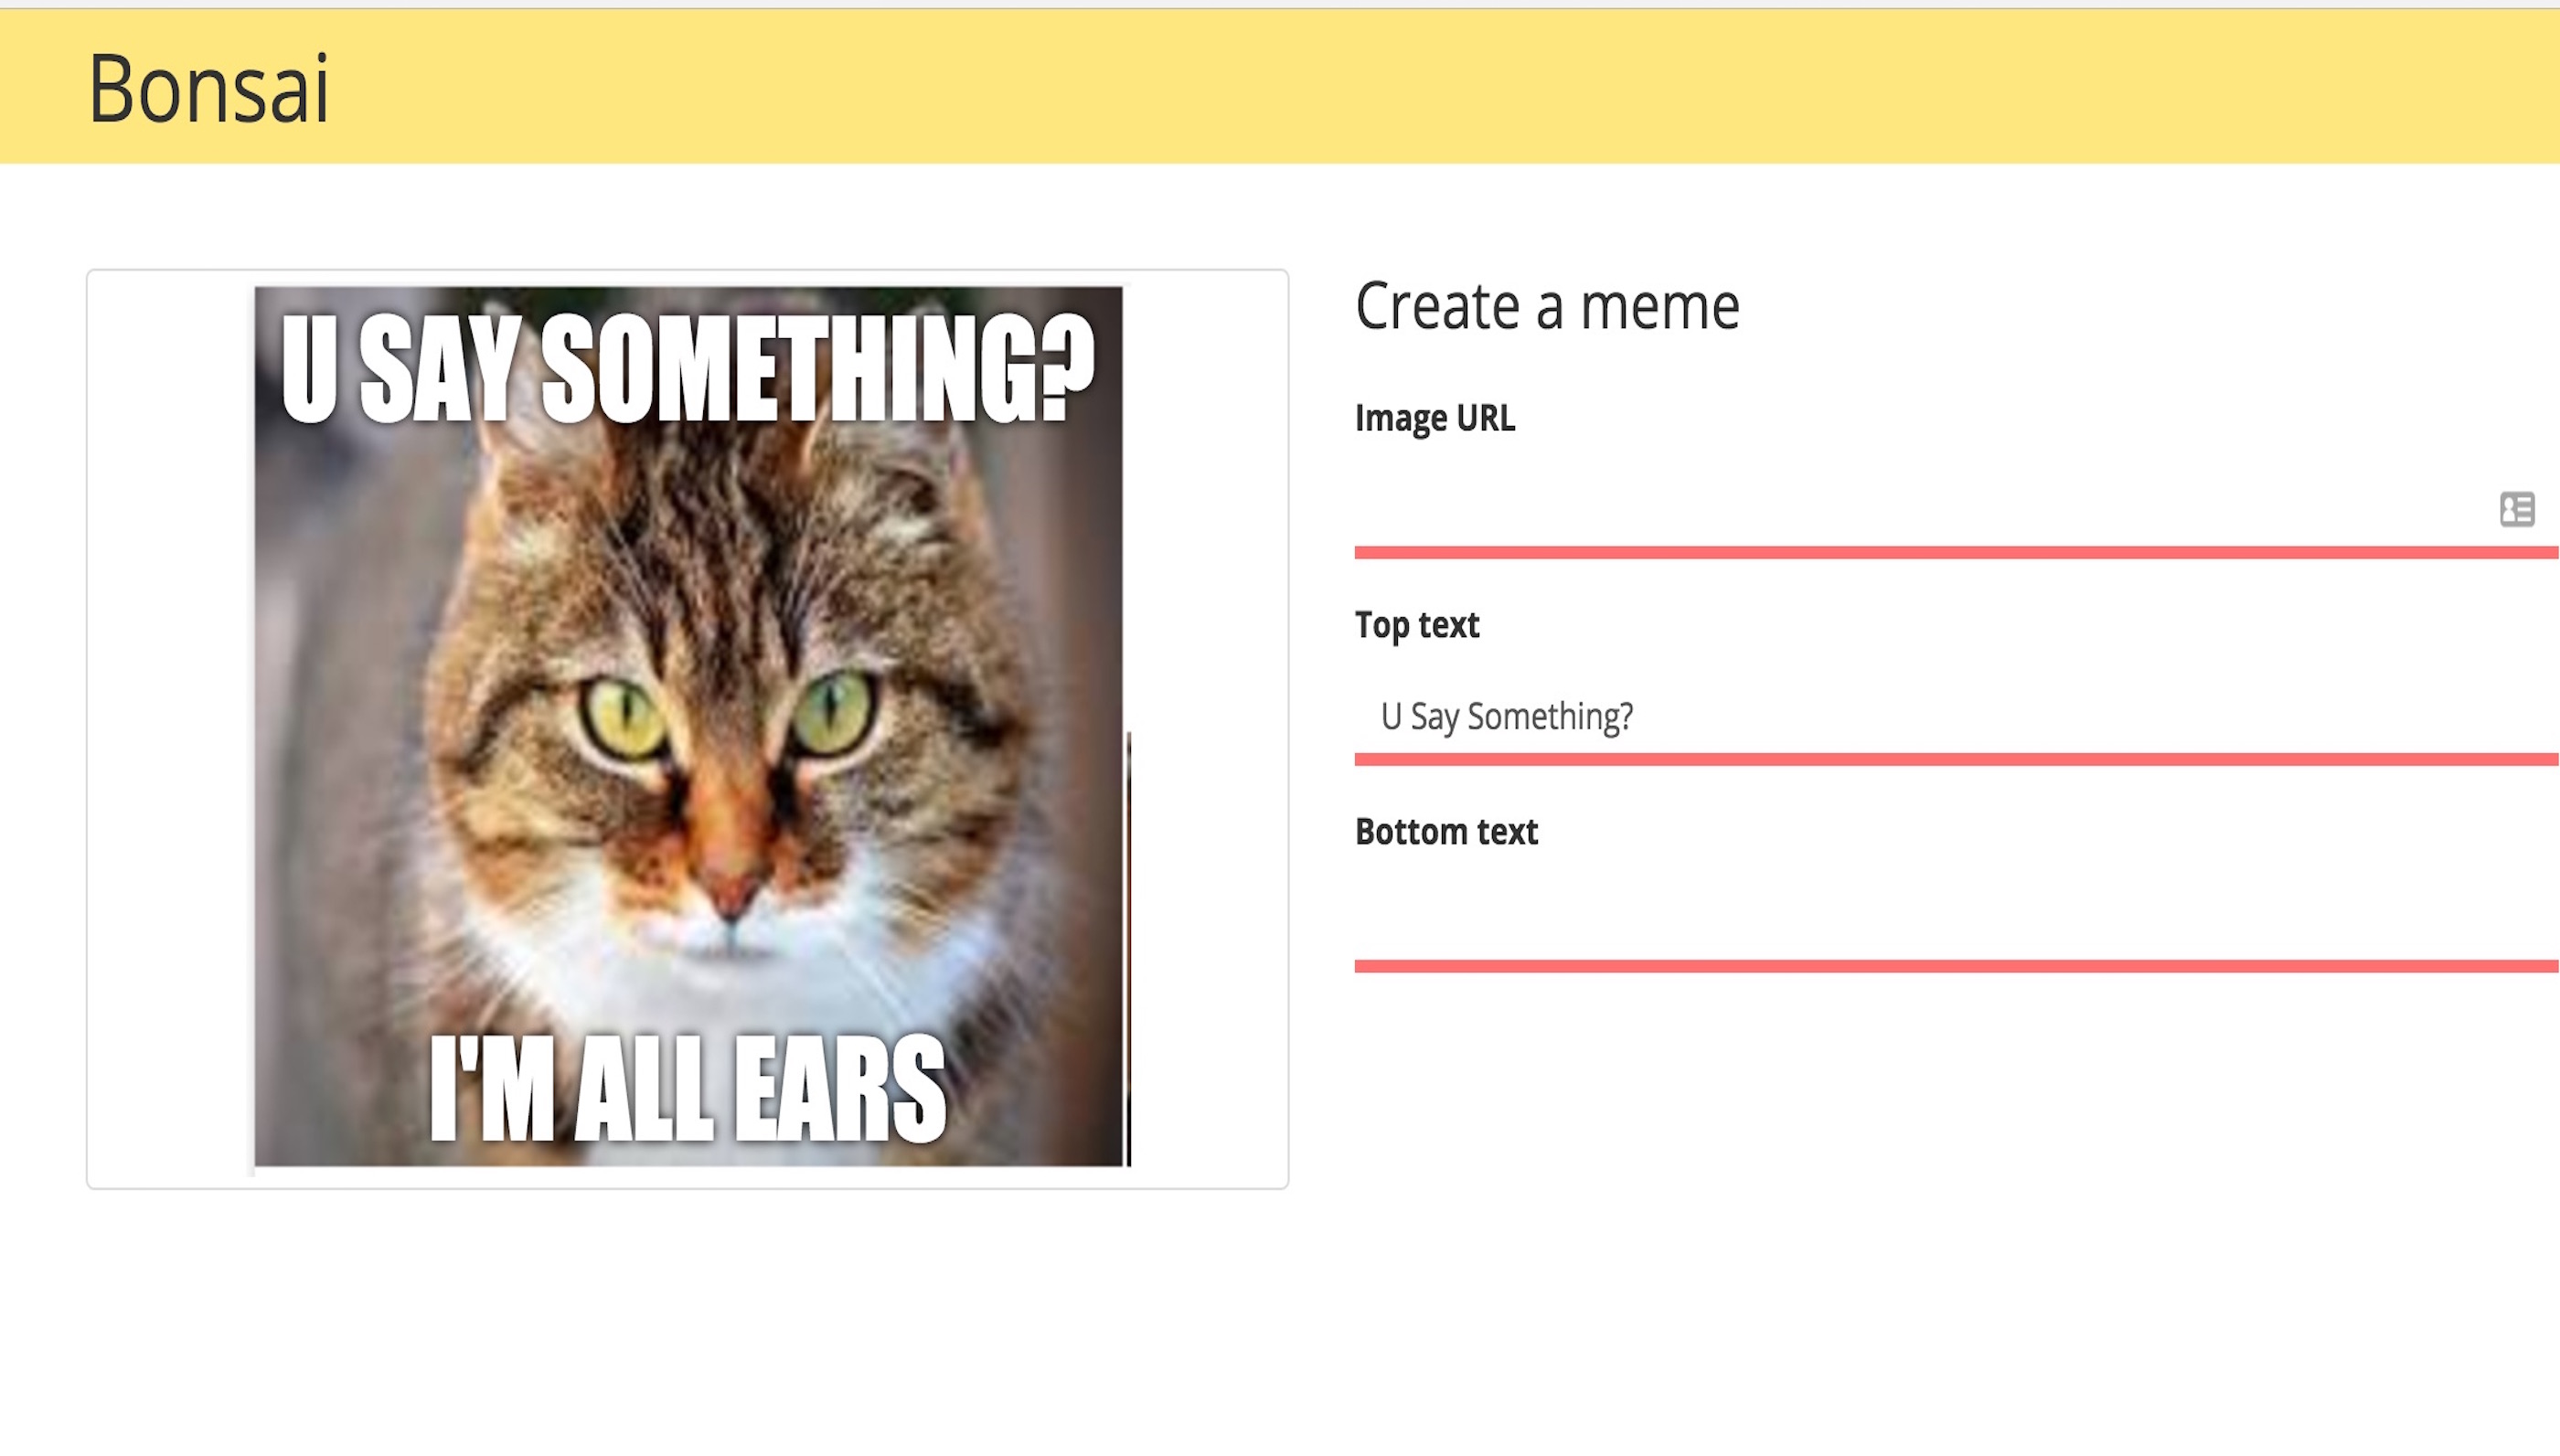 Bonsai
U SAY SOMETHING?
I'M ALL EARS
Create a meme
Image URL
Top text
U Say Something?
Bottom text